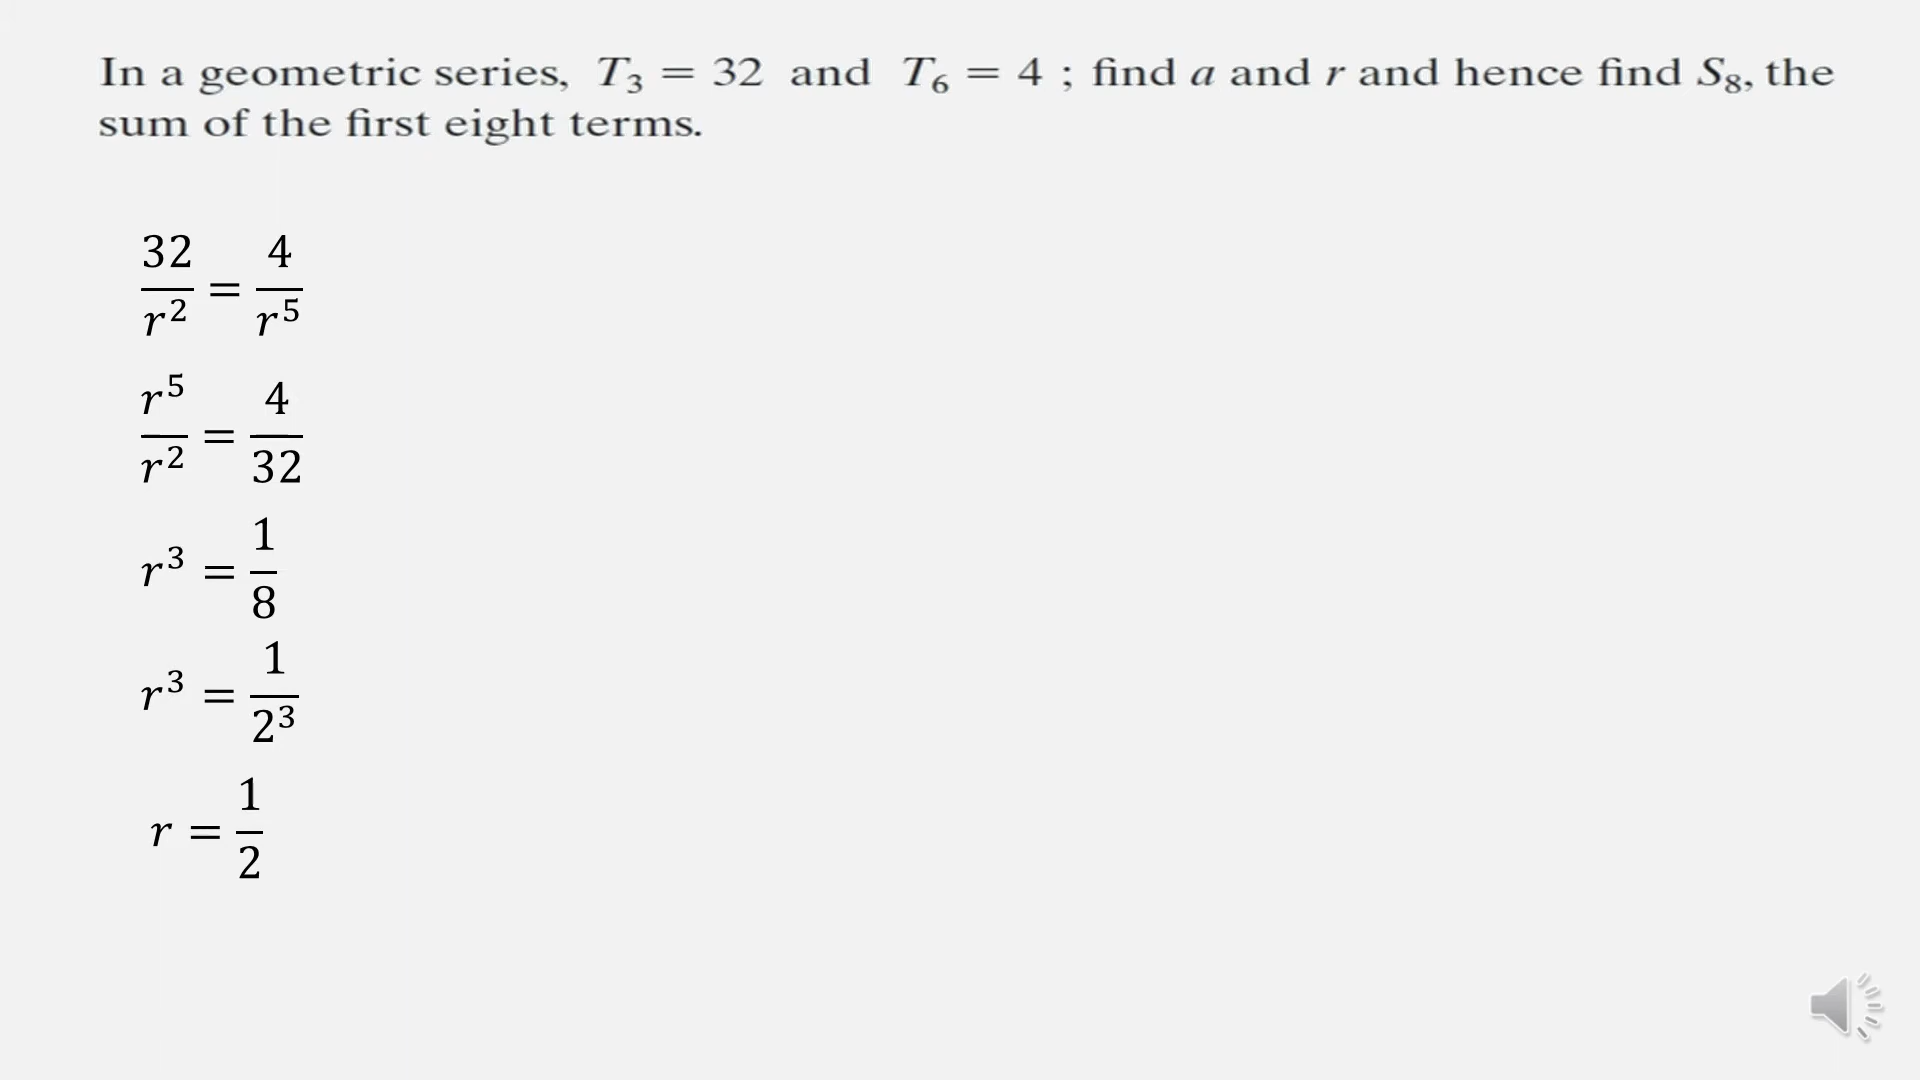 In a geometric series, T₃ = 32 and T₆ = 4 ; find a and r and hence find S₈, the
sum of the first eight terms.
32/r² = 4/r⁵
r⁵/r² = 4/32
r³ = 1/8
r³ = 1/2³
r = 1/2